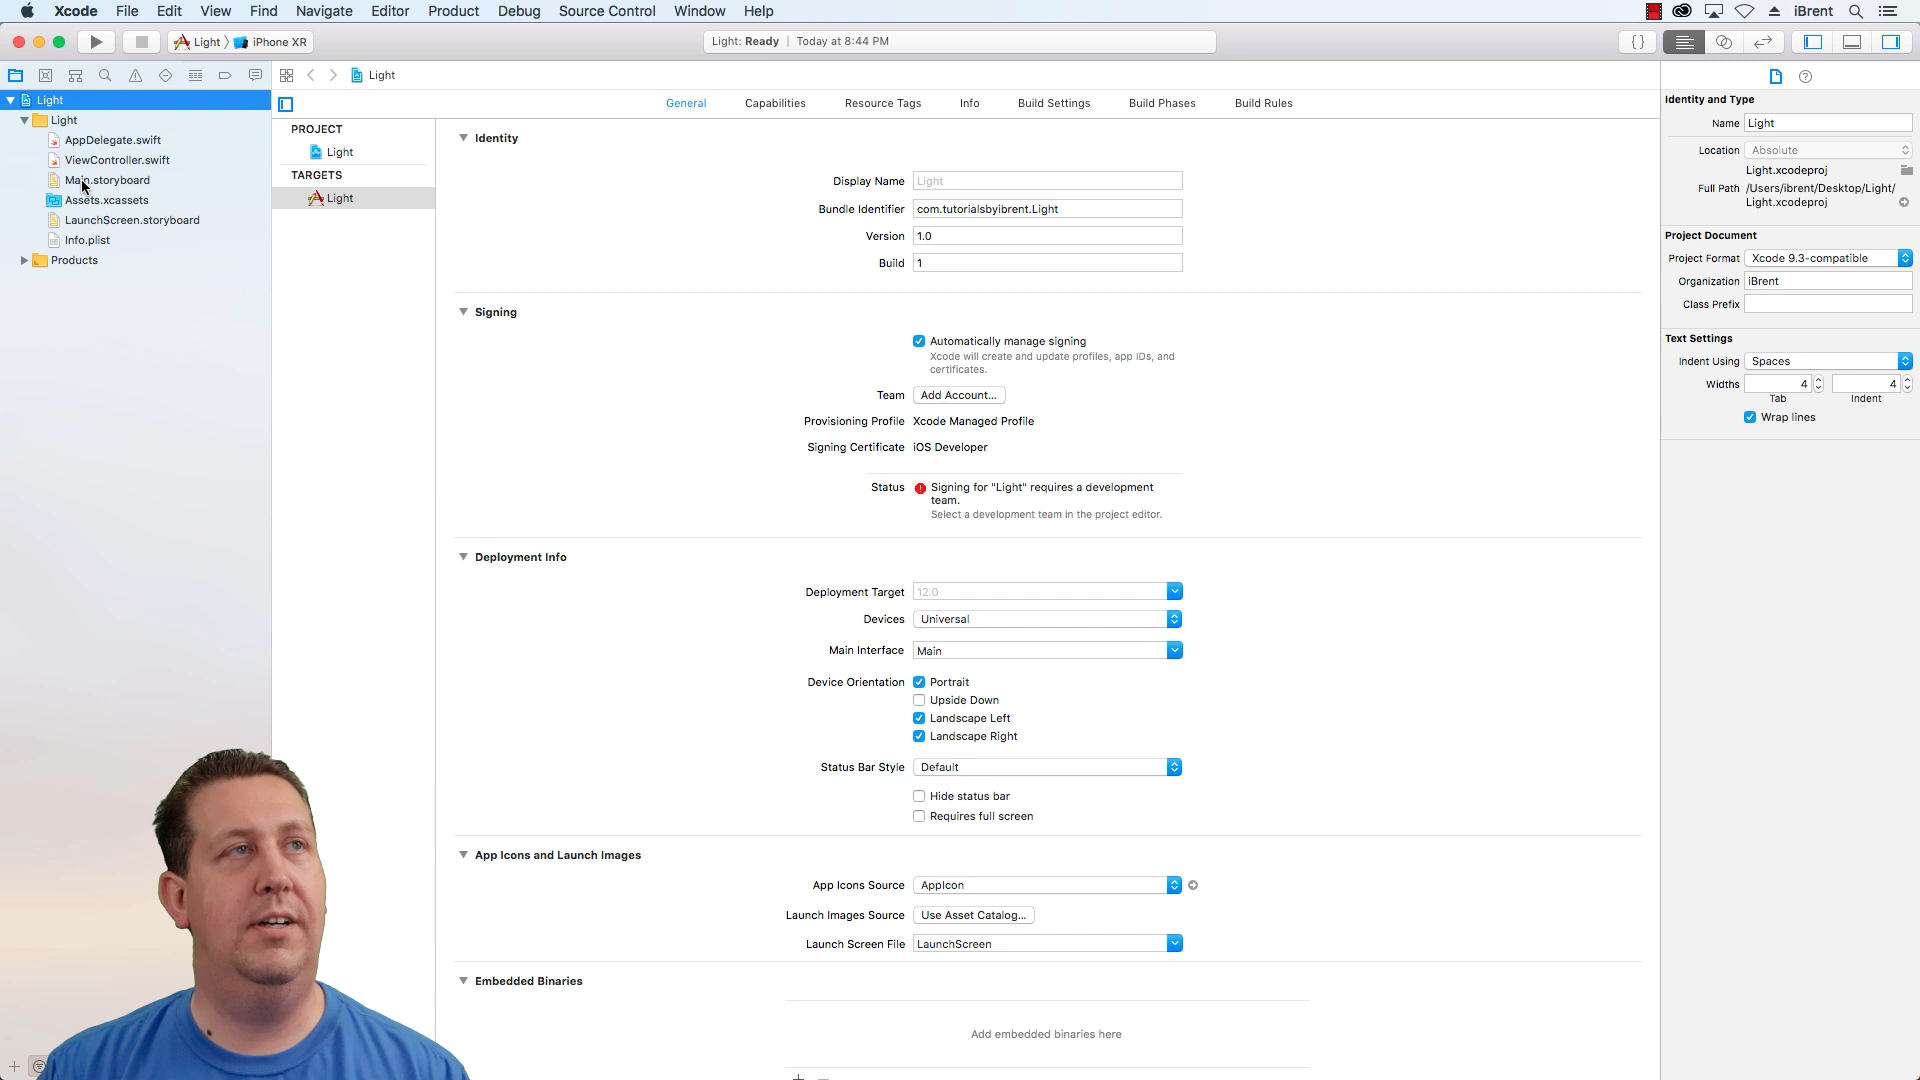 Xcode File Edit View Find Navigate Editor Product Debug Source Control Window Help iBrent
Light iPhone XR Light: Ready Today at 8:44 PM {}
Light
Light
AppDelegate.swift
ViewController.swift
Main.storyboard
Assets.xcassets
LaunchScreen.storyboard
Info.plist
Products
Light
General Capabilities Resource Tags Info Build Settings Build Phases Build Rules
PROJECT
Light
TARGETS
Light
Identity
Display Name Light
Bundle Identifier com.tutorialsbyibrent.Light
Version 1.0
Build 1
Signing
Automatically manage signing
Xcode will create and update profiles, app IDs, and
certificates.
Team Add Account...
Provisioning Profile Xcode Managed Profile
Signing Certificate iOS Developer
Status Signing for "Light" requires a development
team.
Select a development team in the project editor.
Deployment Info
Deployment Target 12.0
Devices Universal
Main Interface Main
Device Orientation Portrait
Upside Down
Landscape Left
Landscape Right
Status Bar Style Default
Hide status bar
Requires full screen
App Icons and Launch Images
App Icons Source AppIcon
Launch Images Source Use Asset Catalog...
Launch Screen File LaunchScreen
Embedded Binaries
Add embedded binaries here
Identity and Type
Name Light
Location Absolute
Light.xcodeproj
Full Path /Users/ibrent/Desktop/Light/
Light.xcodeproj
Project Document
Project Format Xcode 9.3-compatible
Organization iBrent
Class Prefix
Text Settings
Indent Using Spaces
Widths 4 4
Tab Indent
Wrap lines